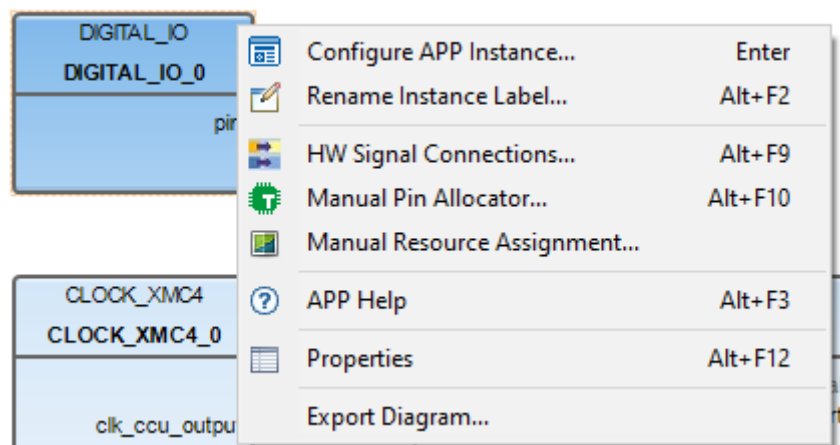 DIGITAL_IO
DIGITAL_IO_0
Configure APP Instance... Enter
Rename Instance Label... Alt+F2
HW Signal Connections... Alt+F9
Manual Pin Allocator... Alt+F10
Manual Resource Assignment...
CLOCK_XMC4
CLOCK_XMC4_0
APP Help Alt+F3
Properties Alt+F12
clk_ccu_outpu
Export Diagram...